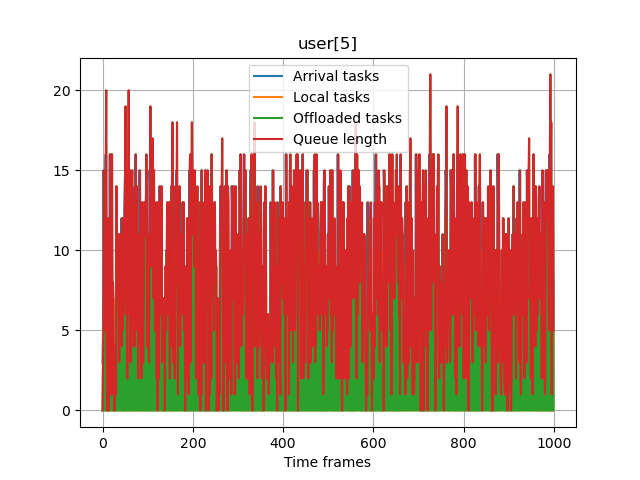 user[5]
Arrival tasks
Local tasks
Offloaded tasks
Queue length
20
15
10
5
0
0 200 400 600 800 1000
Time frames